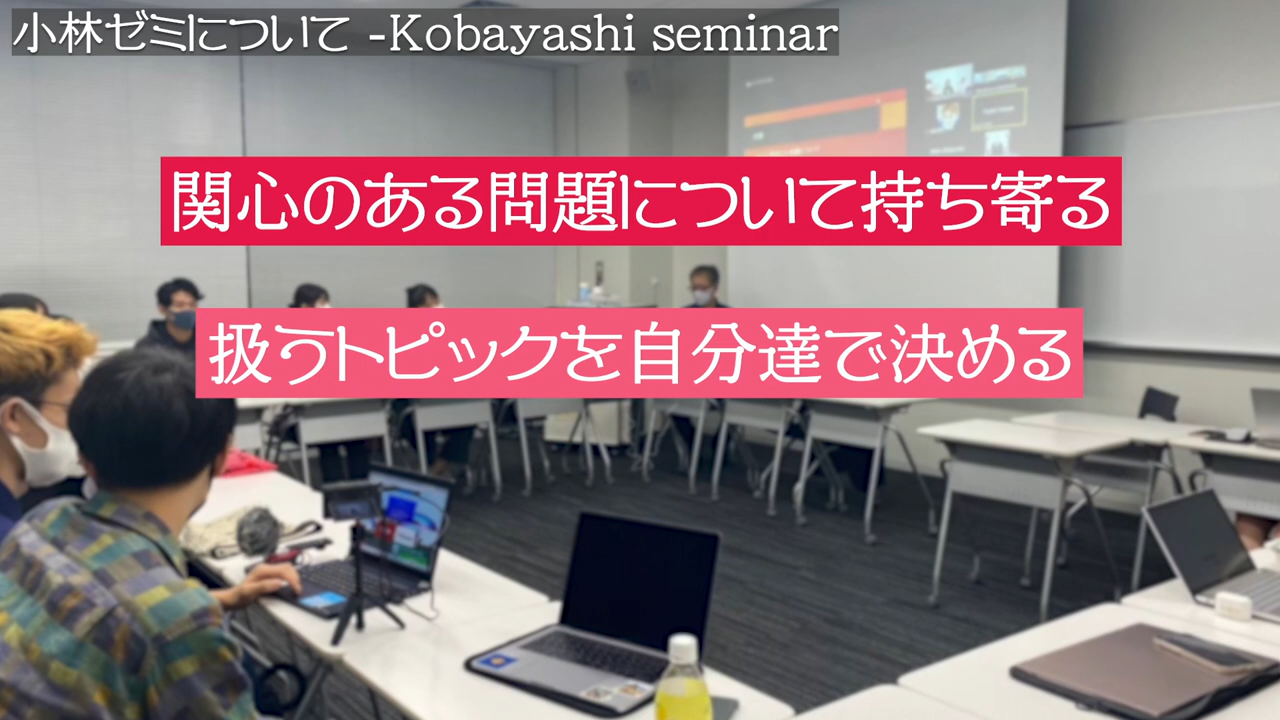 小林ゼミについて -Kobayashi seminar
関心のある問題について持ち寄る
扱うトピックを自分達で決める